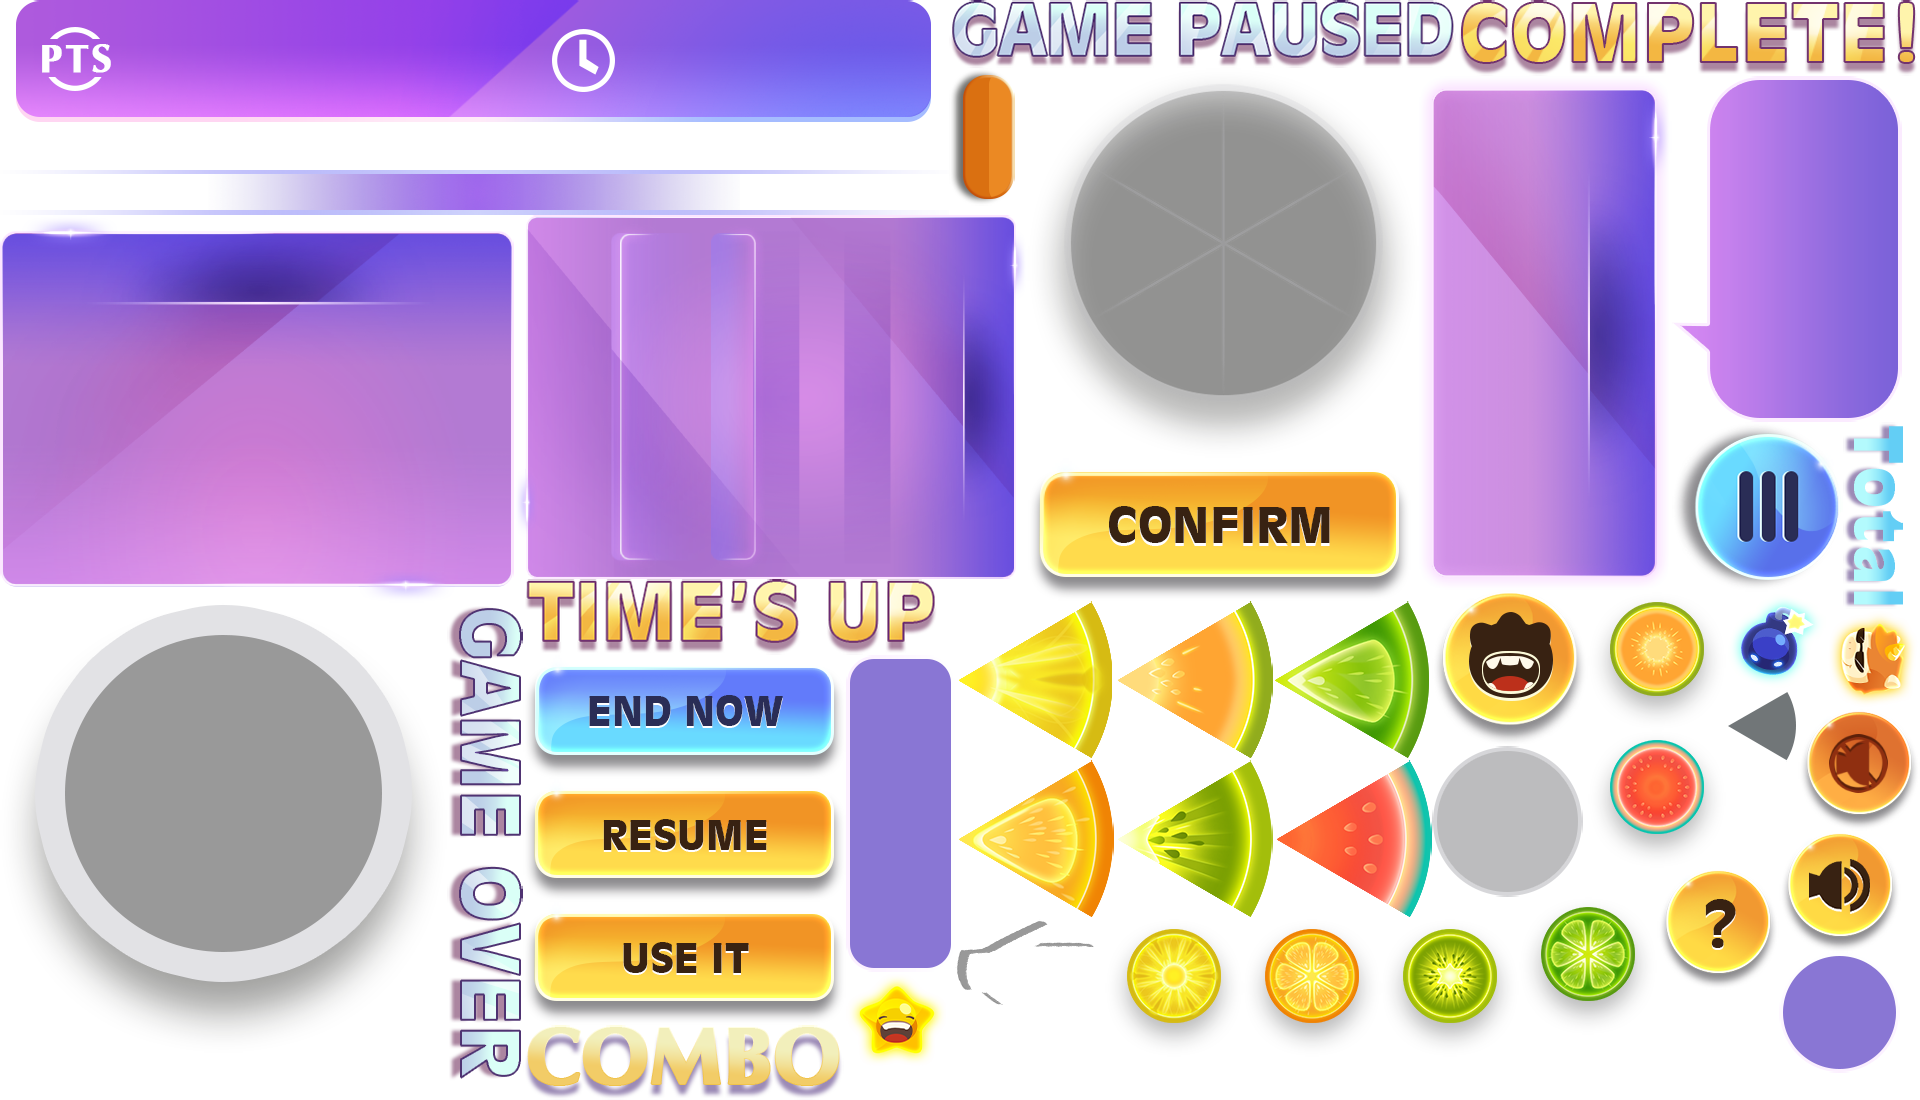 PTS
GAME PAUSED
COMPLETE!
Total
CONFIRM
TIME'S UP
GAME OVER
END NOW
RESUME
USE IT
?
COMBO